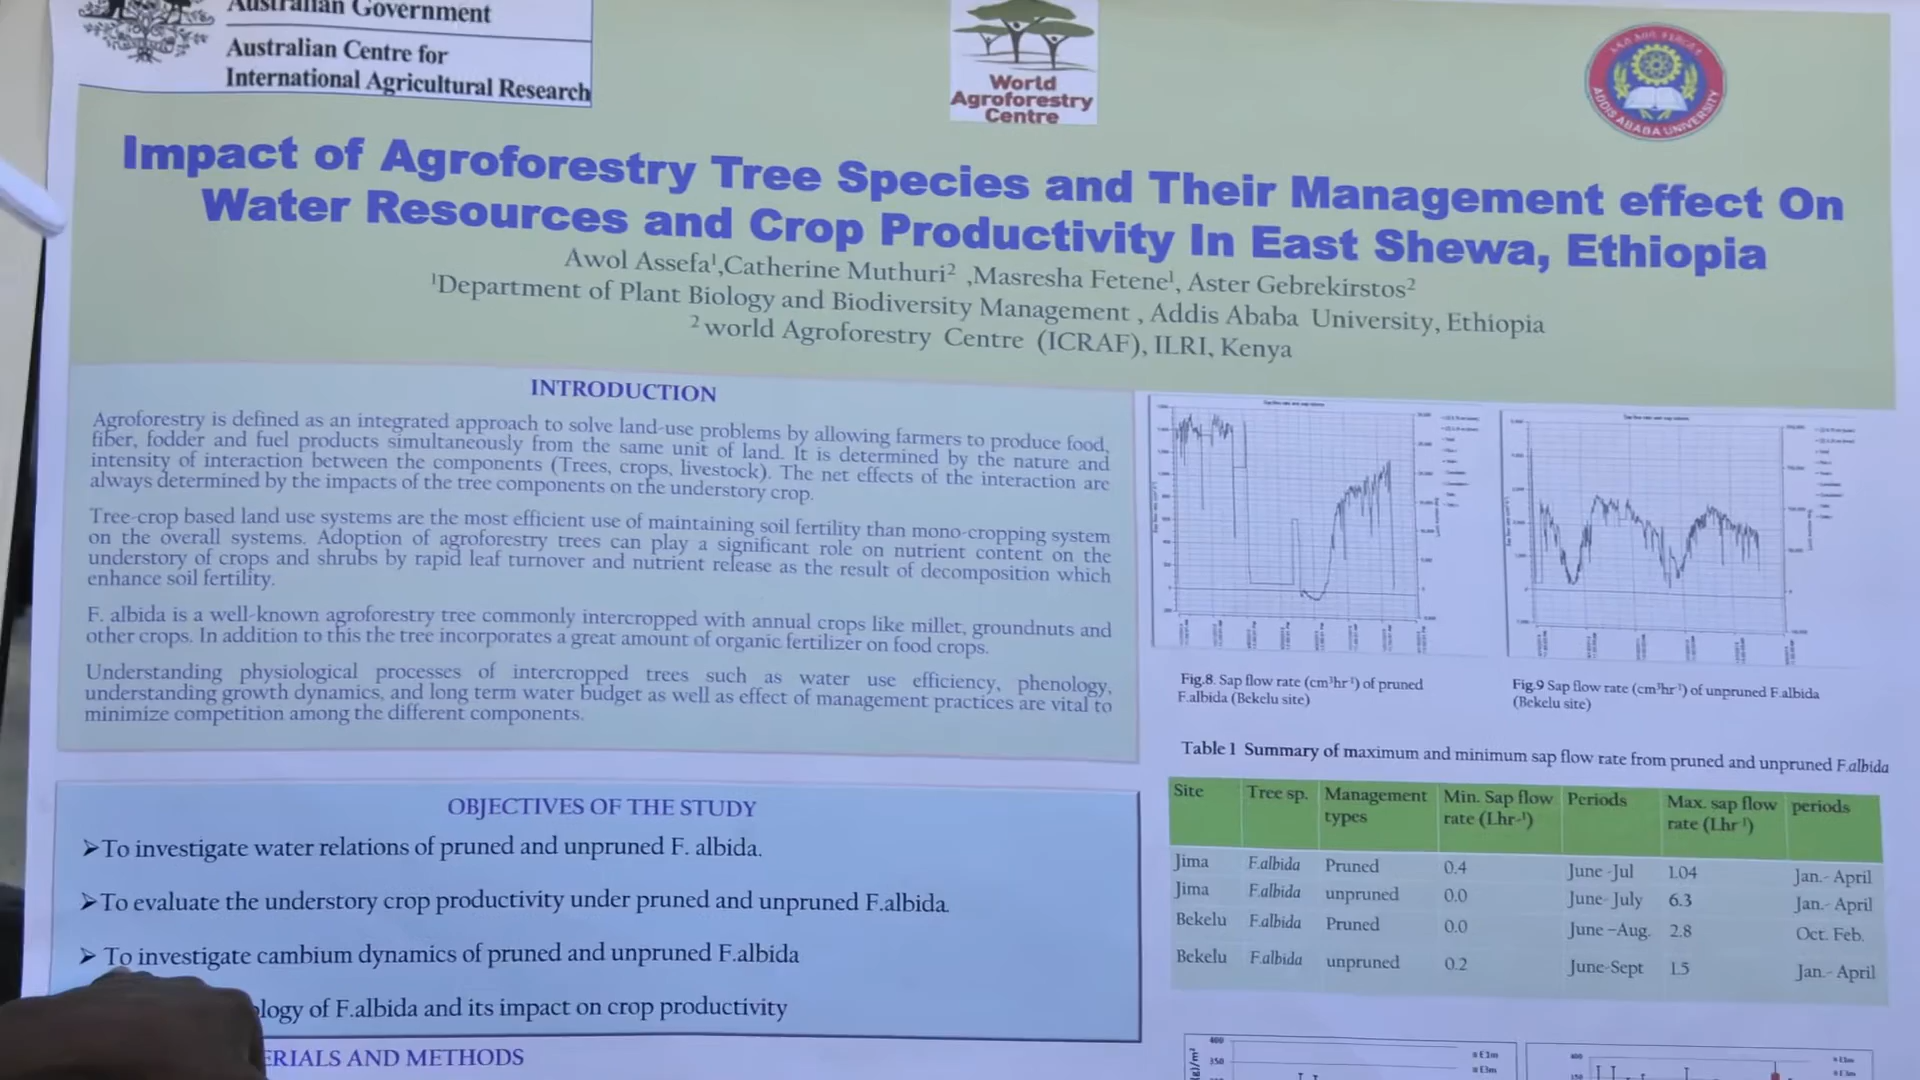 Australian Government
Australian Centre for
International Agricultural Research
World
Agroforestry
Centre
ADDIS ABABA UNIVERSITY
Impact of Agroforestry Tree Species and Their Management effect On
Water Resources and Crop Productivity In East Shewa, Ethiopia
Awol Assefa¹,Catherine Muthuri² ,Masresha Fetene¹, Aster Gebrekirstos²
¹Department of Plant Biology and Biodiversity Management , Addis Ababa University, Ethiopia
² world Agroforestry Centre (ICRAF), ILRI, Kenya
INTRODUCTION
Agroforestry is defined as an integrated approach to solve land-use problems by allowing farmers to produce food,
fiber, fodder and fuel products simultaneously from the same unit of land. It is determined by the nature and
intensity of interaction between the components (Trees, crops, livestock). The net effects of the interaction are
always determined by the impacts of the tree components on the understory crop.
Tree-crop based land use systems are the most efficient use of maintaining soil fertility than mono-cropping system
on the overall systems. Adoption of agroforestry trees can play a significant role on nutrient content on the
understory of crops and shrubs by rapid leaf turnover and nutrient release as the result of decomposition which
enhance soil fertility.
F. albida is a well-known agroforestry tree commonly intercropped with annual crops like millet, groundnuts and
other crops. In addition to this the tree incorporates a great amount of organic fertilizer on food crops.
Understanding physiological processes of intercropped trees such as water use efficiency, phenology,
understanding growth dynamics, and long term water budget as well as effect of management practices are vital to
minimize competition among the different components.
OBJECTIVES OF THE STUDY
➢To investigate water relations of pruned and unpruned F. albida.
➢To evaluate the understory crop productivity under pruned and unpruned F.albida.
➢ To investigate cambium dynamics of pruned and unpruned F.albida
ology of F.albida and its impact on crop productivity
ERIALS AND METHODS
Fig.8. Sap flow rate (cm³hr⁻¹) of pruned
F.albida (Bekelu site)
Fig.9 Sap flow rate (cm³hr⁻¹) of unpruned F.albida
(Bekelu site)
Table 1 Summary of maximum and minimum sap flow rate from pruned and unpruned F.albida
Site Tree sp. Management types Min. Sap flow rate (Lhr-¹) Periods Max. sap flow rate (Lhr⁻¹) periods
Jima F.albida Pruned 0.4 June -Jul 1.04 Jan.- April
Jima F.albida unpruned 0.0 June- July 6.3 Jan.- April
Bekelu F.albida Pruned 0.0 June –Aug. 2.8 Oct. Feb.
Bekelu F.albida unpruned 0.2 June-Sept 1.5 Jan.- April
400
350
E1m
E3m